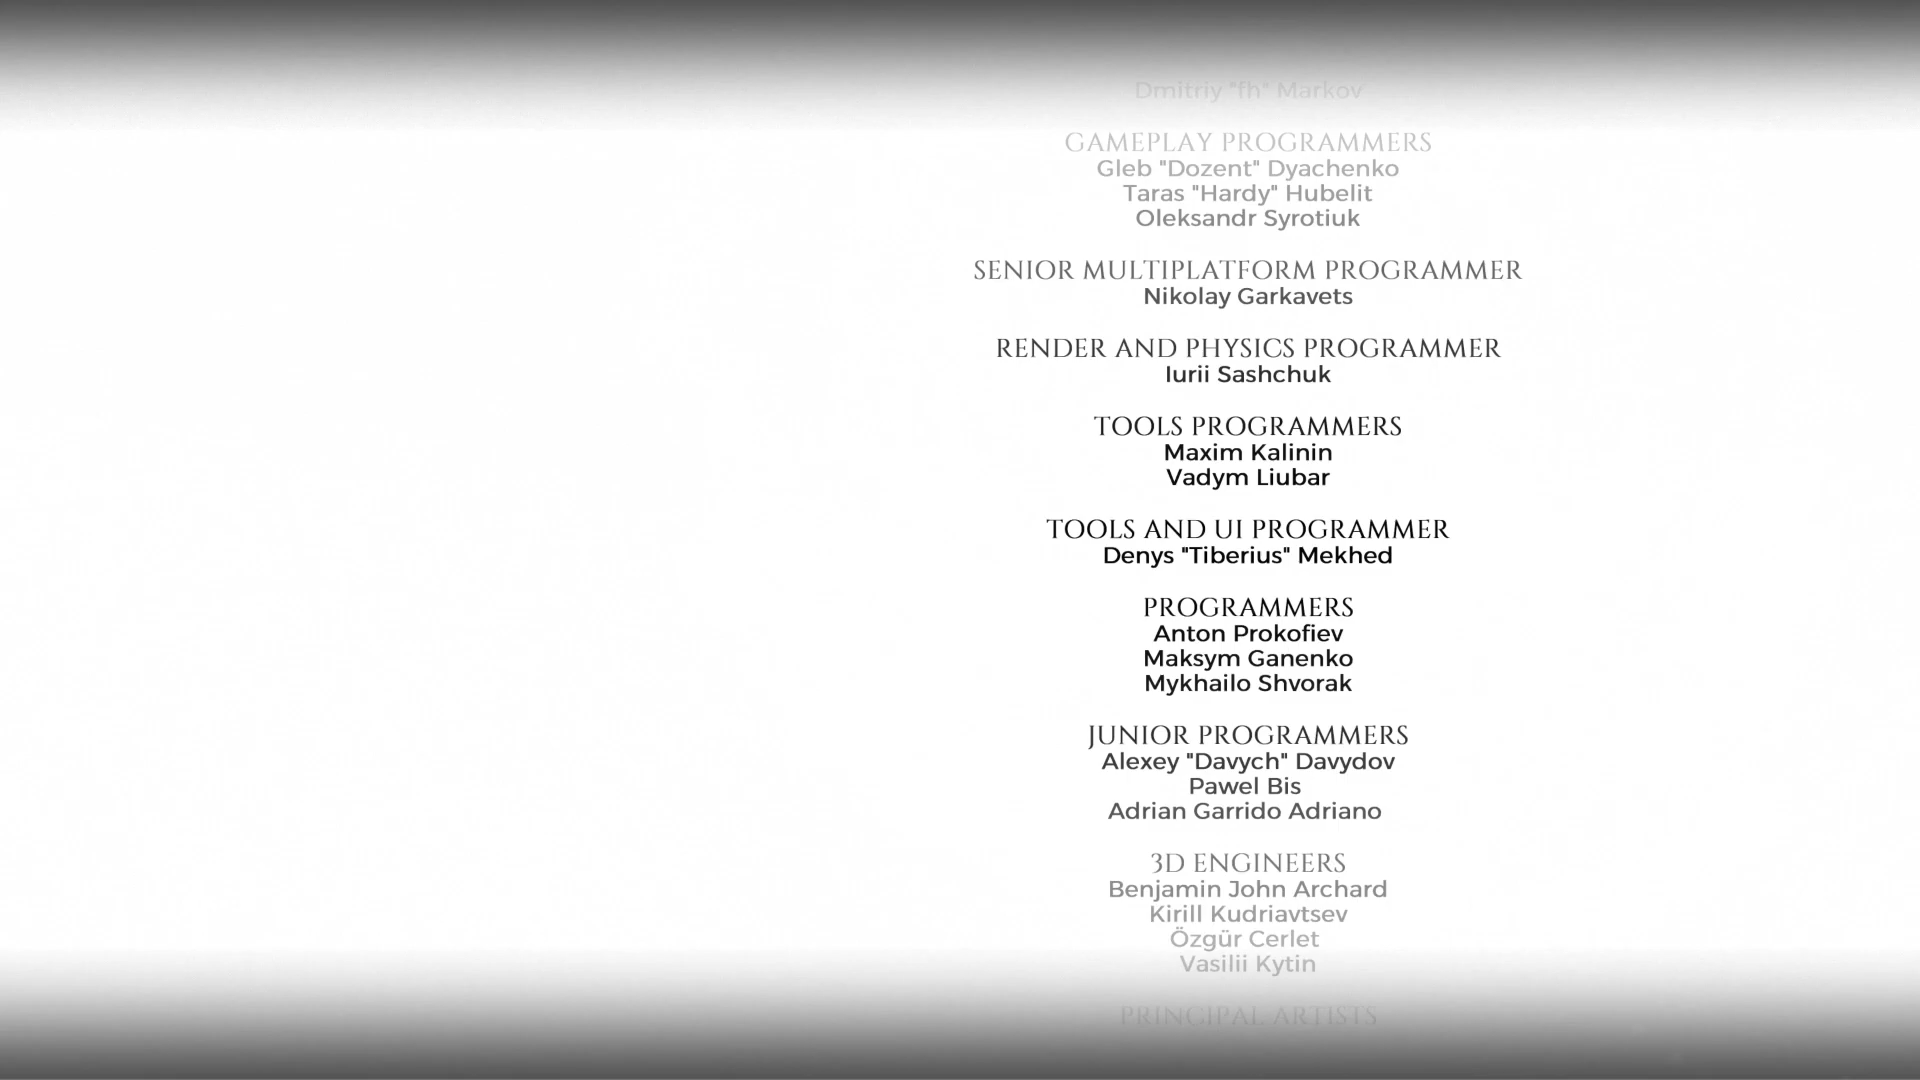 Dmitriy "fh" Markov
GAMEPLAY PROGRAMMERS
Gleb "Dozent" Dyachenko
Taras "Hardy" Hubelit
Oleksandr Syrotiuk
SENIOR MULTIPLATFORM PROGRAMMER
Nikolay Garkavets
RENDER AND PHYSICS PROGRAMMER
Iurii Sashchuk
TOOLS PROGRAMMERS
Maxim Kalinin
Vadym Liubar
TOOLS AND UI PROGRAMMER
Denys "Tiberius" Mekhed
PROGRAMMERS
Anton Prokofiev
Maksym Ganenko
Mykhailo Shvorak
JUNIOR PROGRAMMERS
Alexey "Davych" Davydov
Pawel Bis
Adrian Garrido Adriano
3D ENGINEERS
Benjamin John Archard
Kirill Kudriavtsev
Özgür Cerlet
Vasilii Kytin
PRINCIPAL ARTISTS